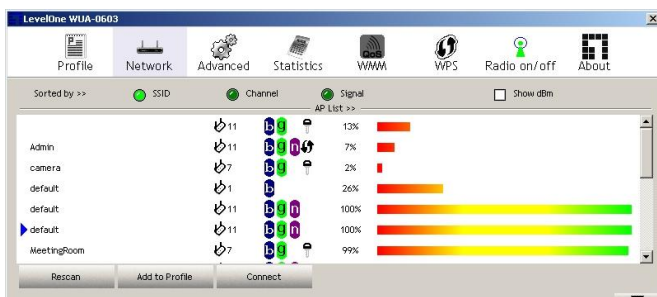 LevelOne WUA-0603
Profile Network Advanced Statistics QoS WMM WPS Radio on/off About
Sorted by >> SSID Channel Signal Show dBm
AP List >>
11 b g 13%
Admin 11 b g n 7%
camera 7 b g 2%
default 1 b 26%
default 11 b g n 100%
default 11 b g n 100%
MeetingRoom 7 b g 99%
Rescan Add to Profile Connect